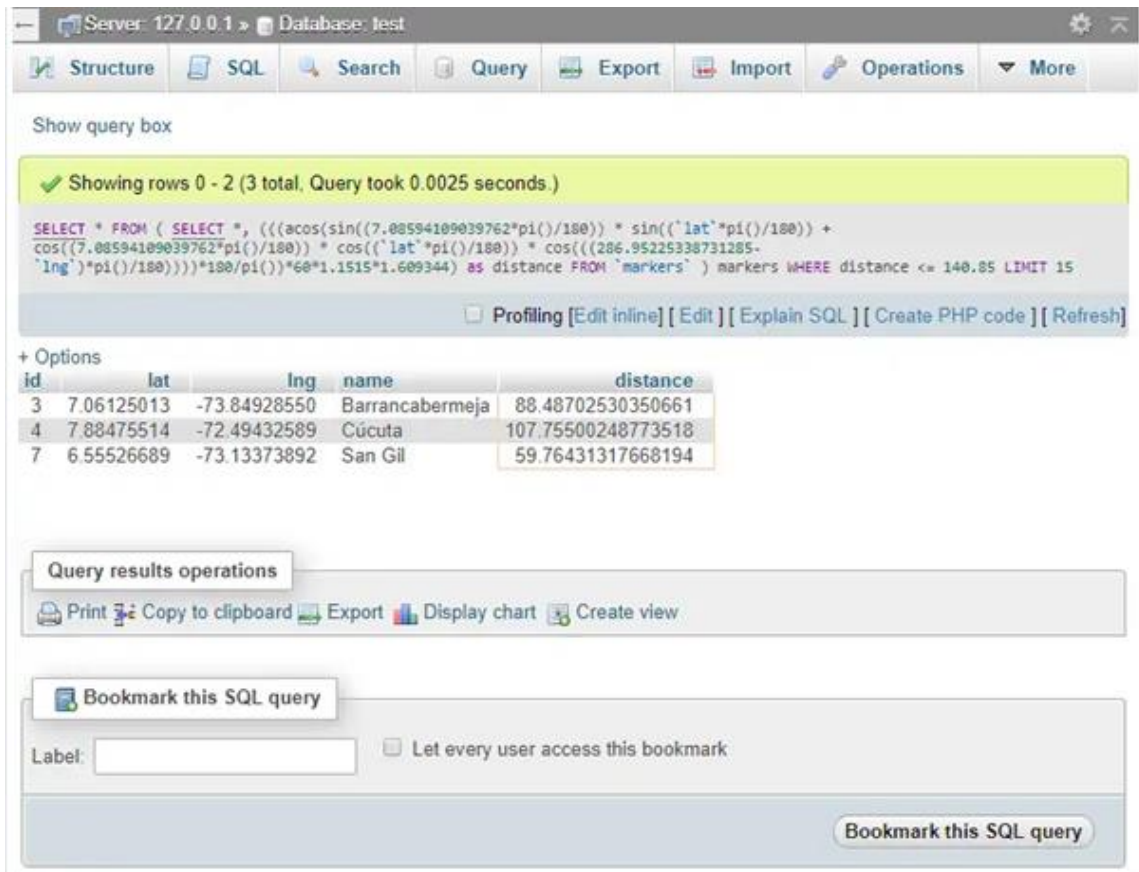 Server: 127.0.0.1 » Database: test
Structure SQL Search Query Export Import Operations More
Show query box
Showing rows 0 - 2 (3 total, Query took 0.0025 seconds.)
SELECT * FROM ( SELECT *, (((acos(sin((7.08594109039762*pi()/180)) * sin((`lat`*pi()/180)) +
cos((7.08594109039762*pi()/180)) * cos((`lat`*pi()/180)) * cos(((286.95225338731285-
`lng`)*pi()/180))))*180/pi())*60*1.1515*1.609344) as distance FROM `markers` ) markers WHERE distance <= 140.85 LIMIT 15
Profiling [Edit inline] [ Edit ] [ Explain SQL ] [ Create PHP code ] [ Refresh]
+ Options
id lat lng name distance
3 7.06125013 -73.84928550 Barrancabermeja 88.48702530350661
4 7.88475514 -72.49432589 Cúcuta 107.75500248773518
7 6.55526689 -73.13373892 San Gil 59.76431317668194
Query results operations
Print Copy to clipboard Export Display chart Create view
Bookmark this SQL query
Label: Let every user access this bookmark
Bookmark this SQL query